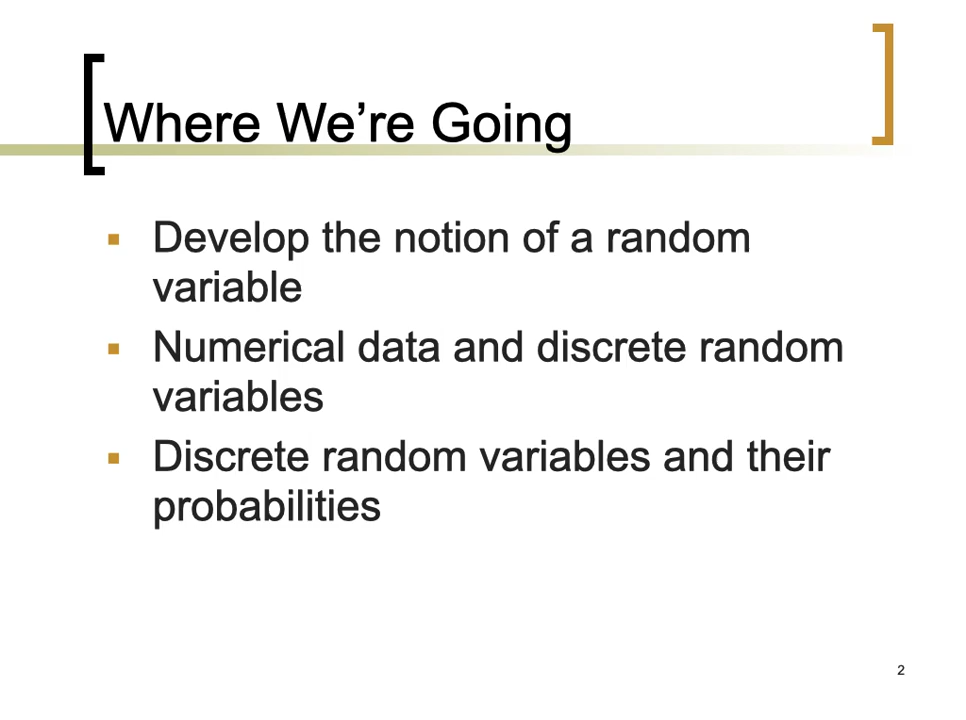 Where We’re Going
▪ Develop the notion of a random
variable
▪ Numerical data and discrete random
variables
▪ Discrete random variables and their
probabilities
2